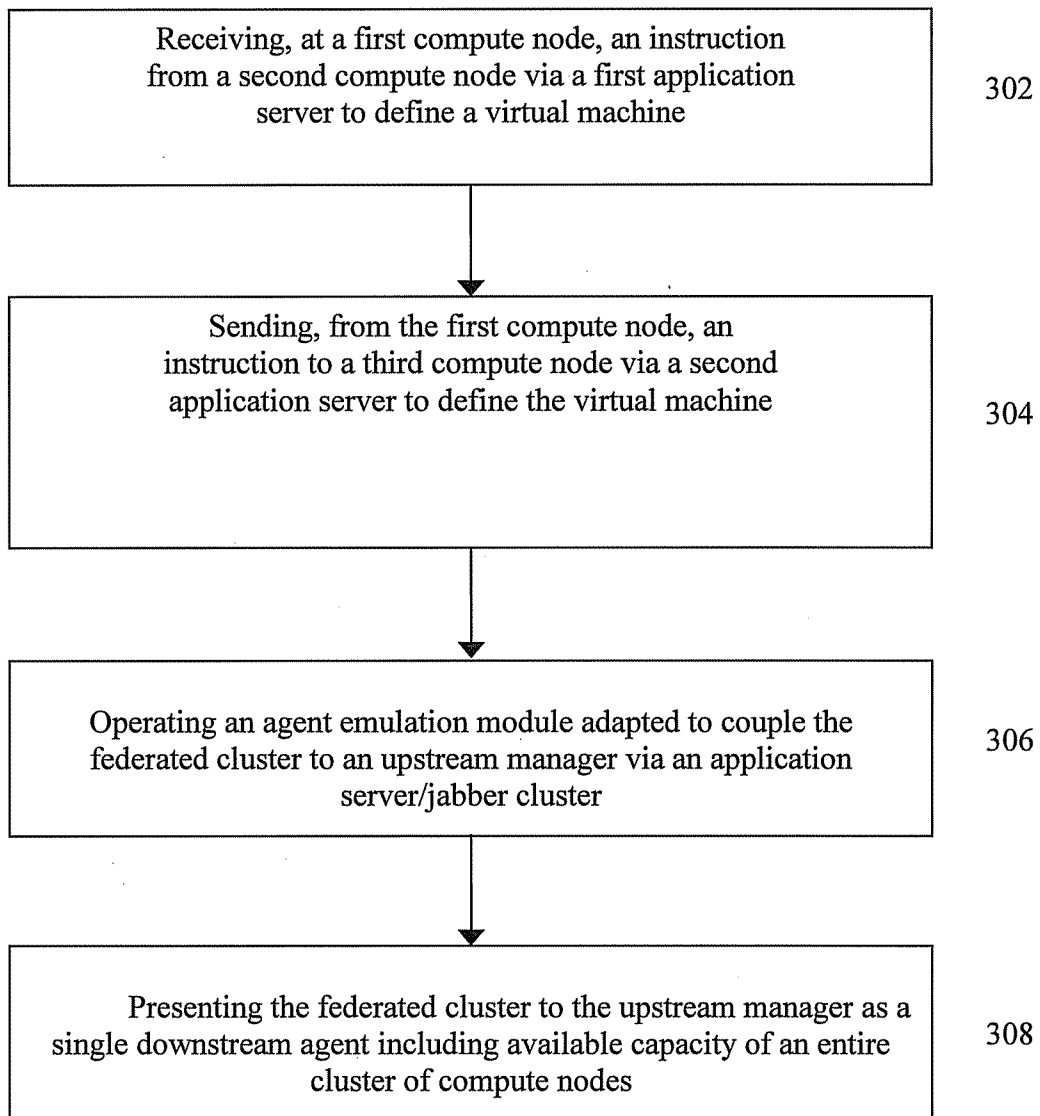 Receiving, at a first compute node, an instruction
from a second compute node via a first application
server to define a virtual machine
302
Sending, from the first compute node, an
instruction to a third compute node via a second
application server to define the virtual machine
304
Operating an agent emulation module adapted to couple the
federated cluster to an upstream manager via an application
server/jabber cluster
306
Presenting the federated cluster to the upstream manager as a
single downstream agent including available capacity of an entire
cluster of compute nodes
308